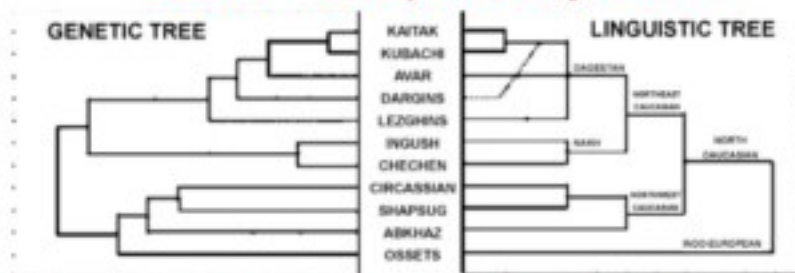 GENETIC TREE
LINGUISTIC TREE
KAITAK
KUBACHI
AVAR
DARGINS
LEZGHINS
INGUSH
CHECHEN
CIRCASSIAN
SHAPSUG
ABKHAZ
OSSETS
DAGESTAN
NORTHEAST
CAUCASIAN
NAKH
NORTH
CAUCASIAN
NORTHWEST
CAUCASIAN
INDO-EUROPEAN